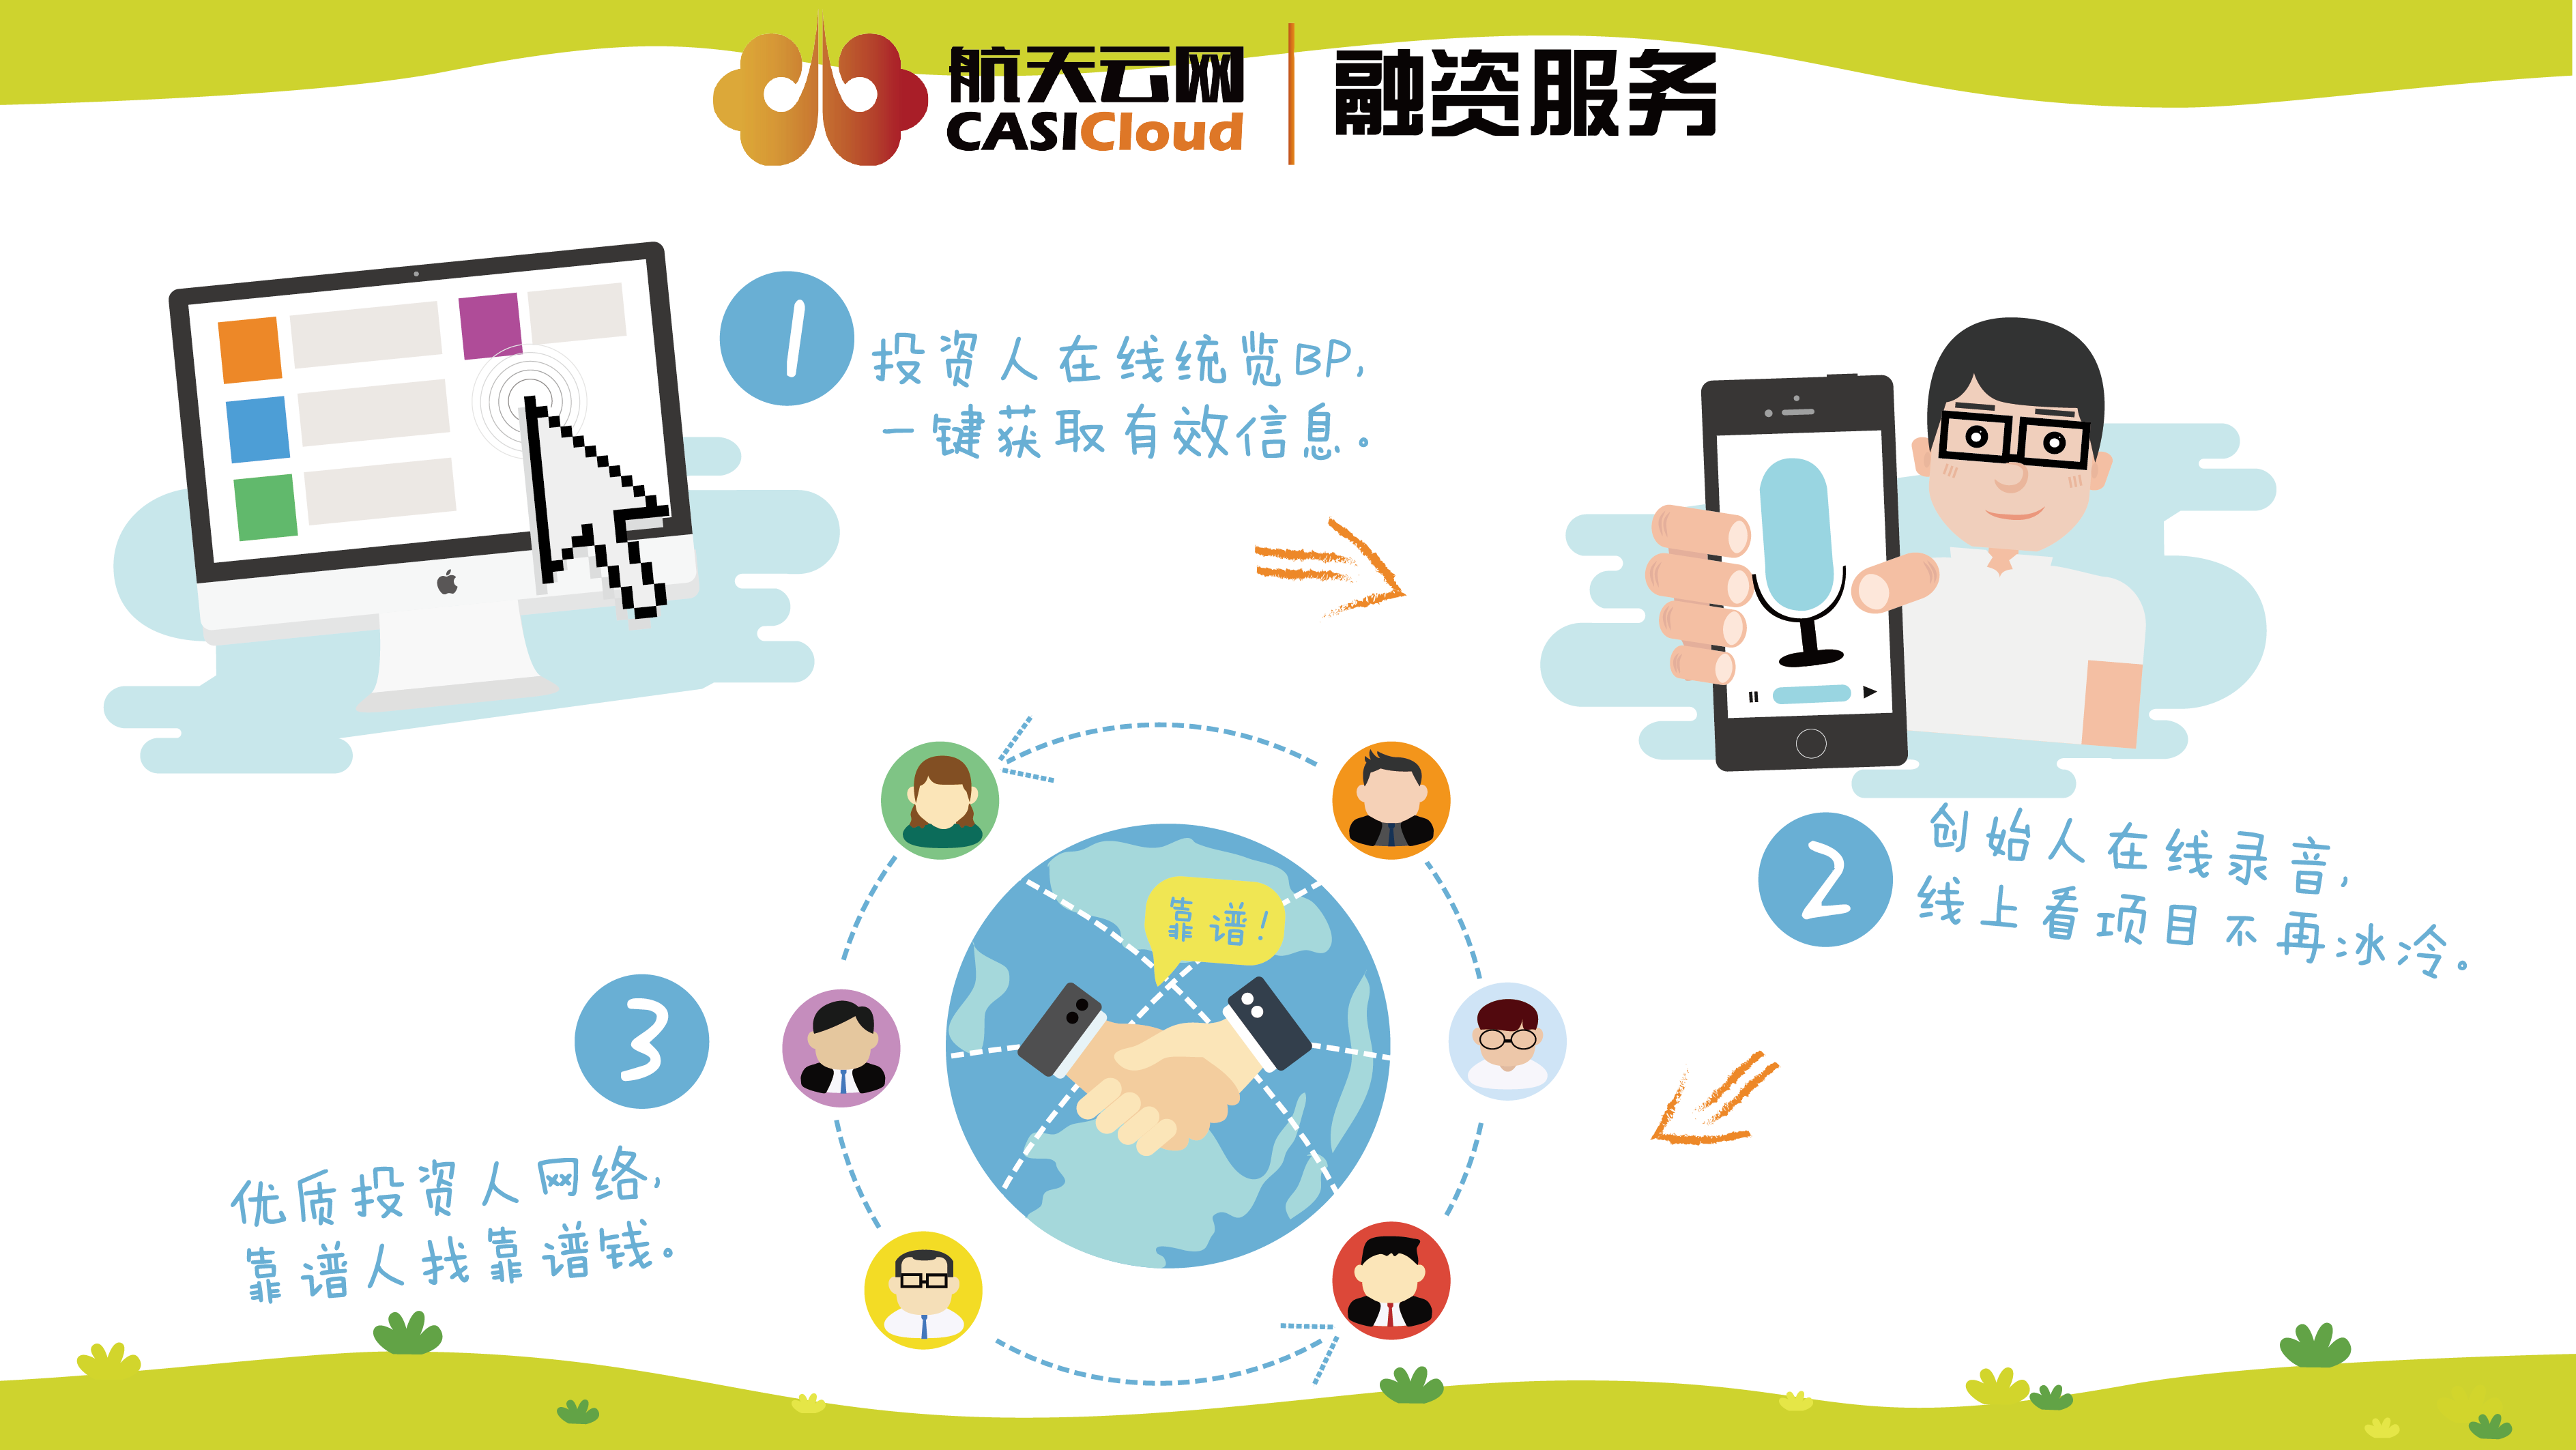 航天云网
CASICloud
融资服务
1
投资人在线统览BP,
一键获取有效信息。
2
创始人在线录音,
线上看项目不再冰冷。
靠谱!
3
优质投资人网络,
靠谱人找靠谱钱。